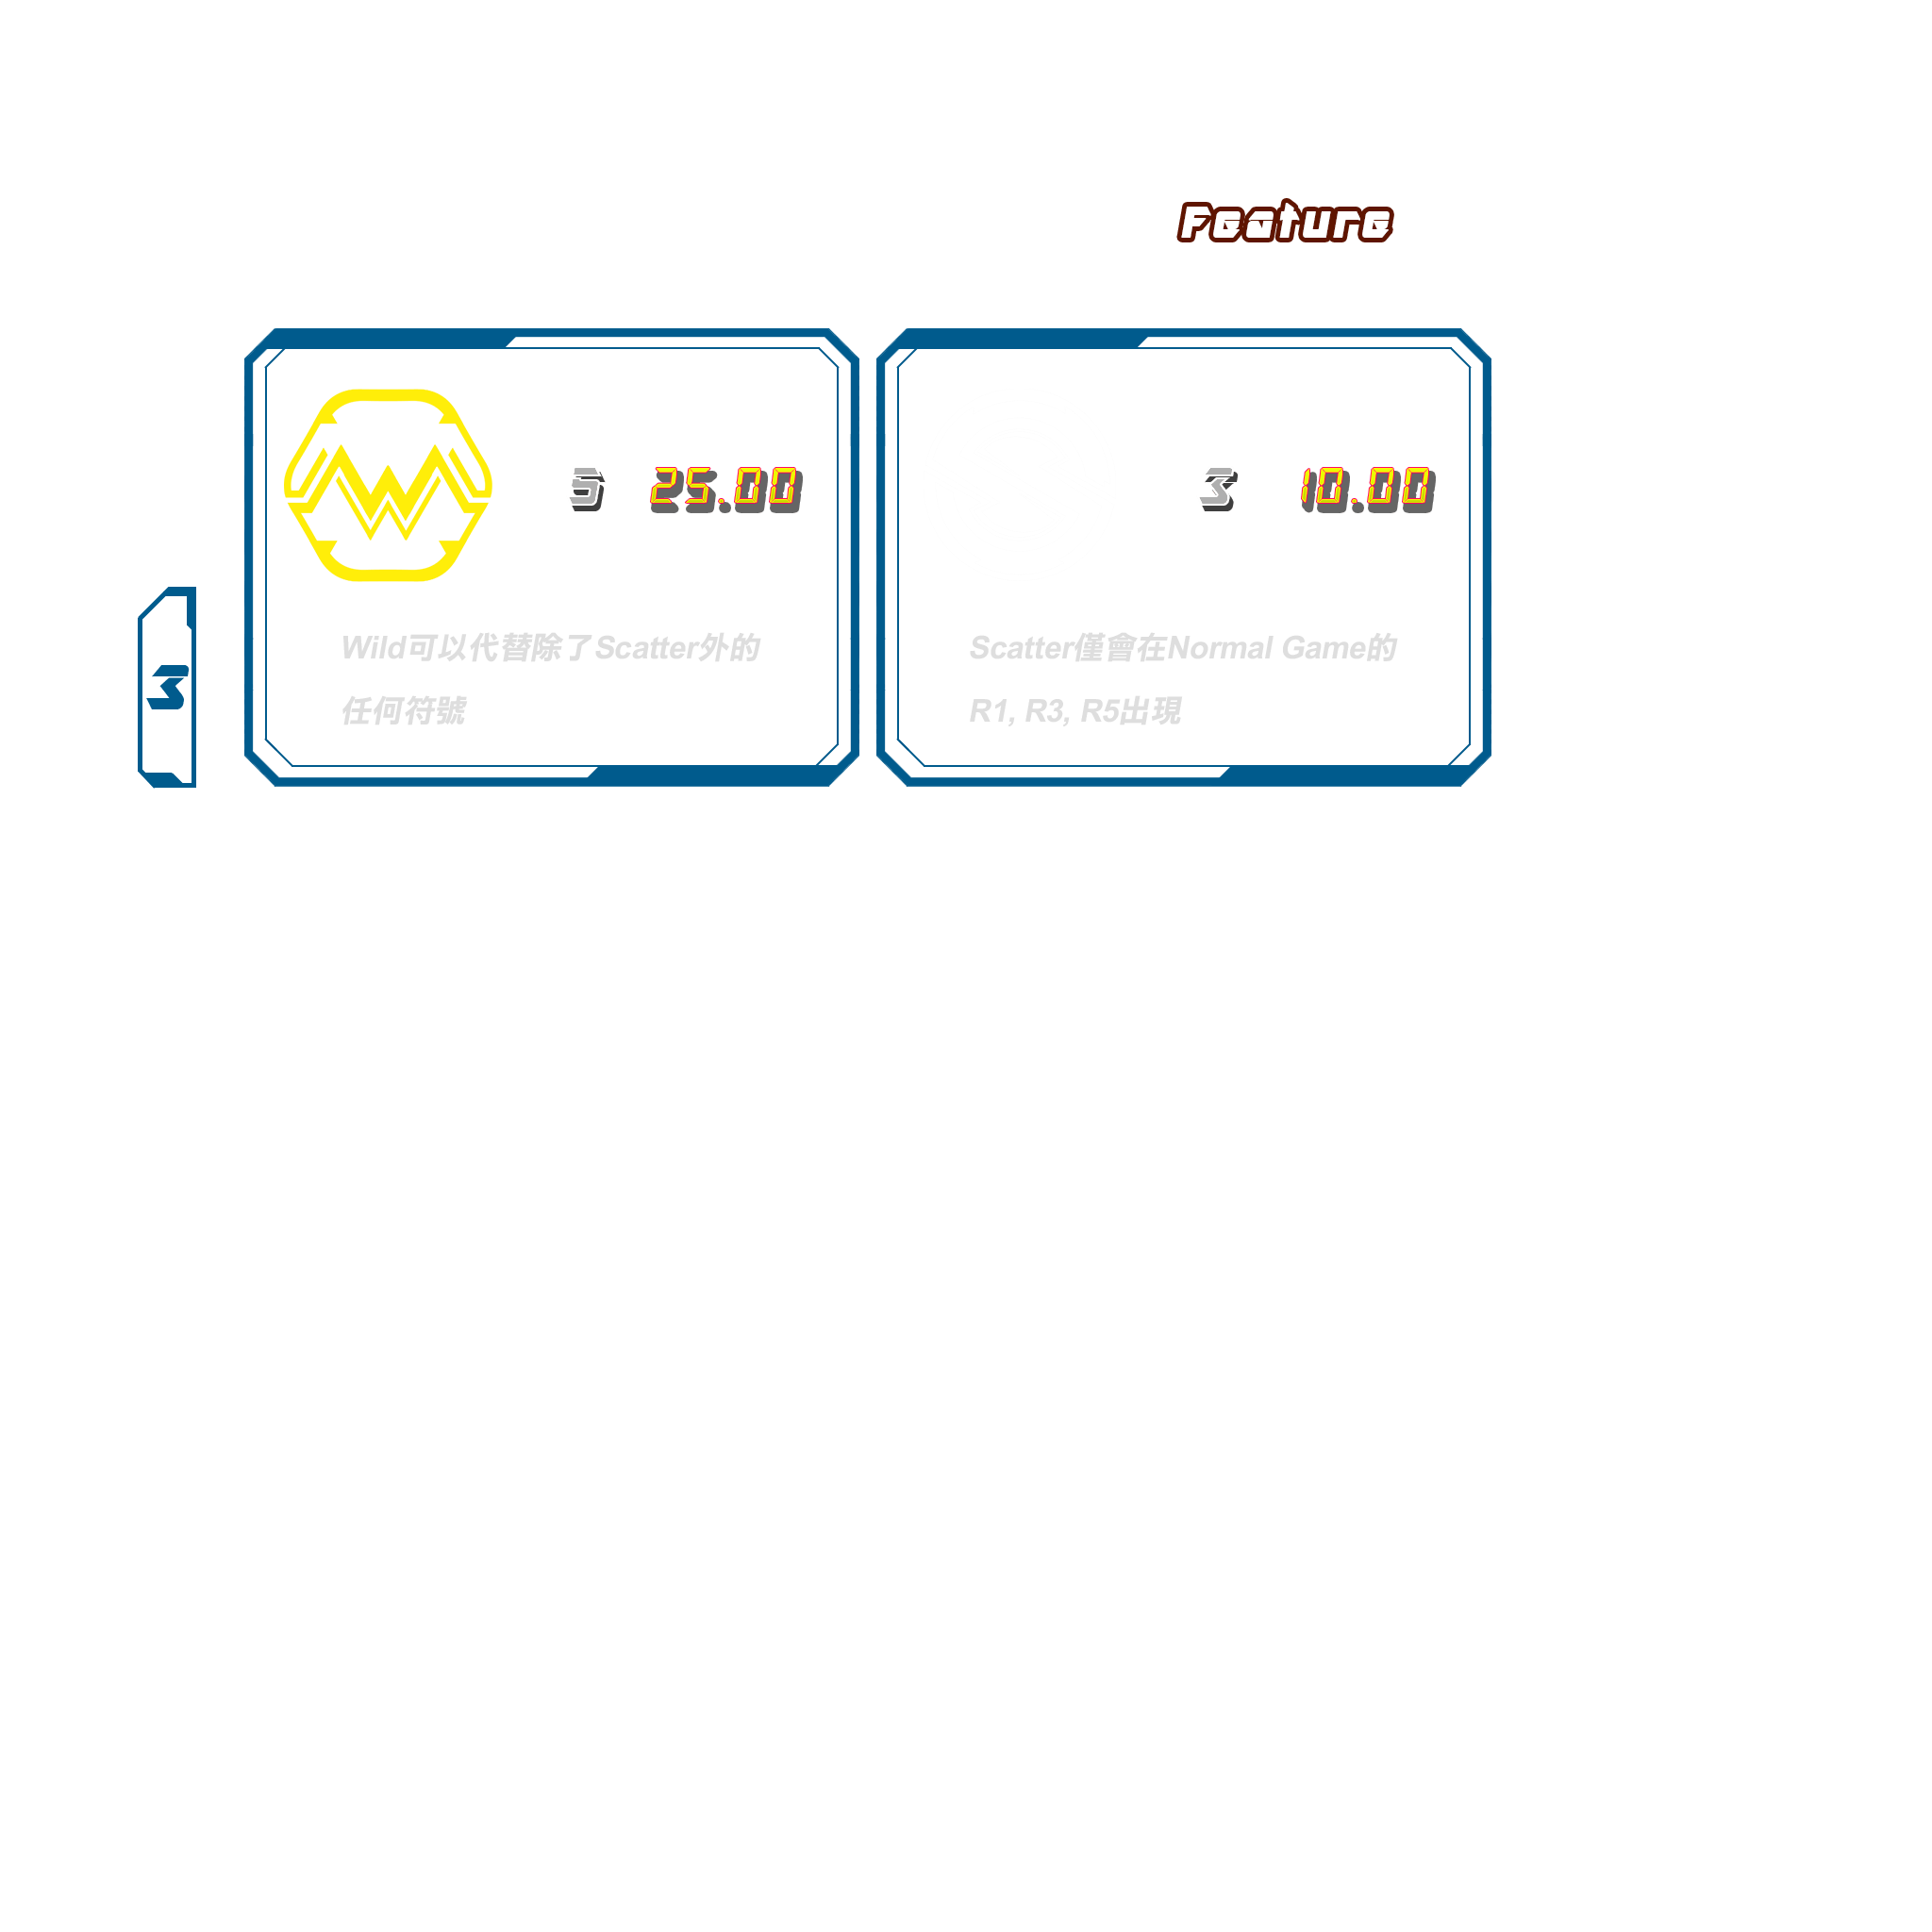 Feature
5 25.00
3 10.00
3
Wild可以代替除了Scatter外的
任何符號
Scatter僅會在Normal Game的
R1, R3, R5出現